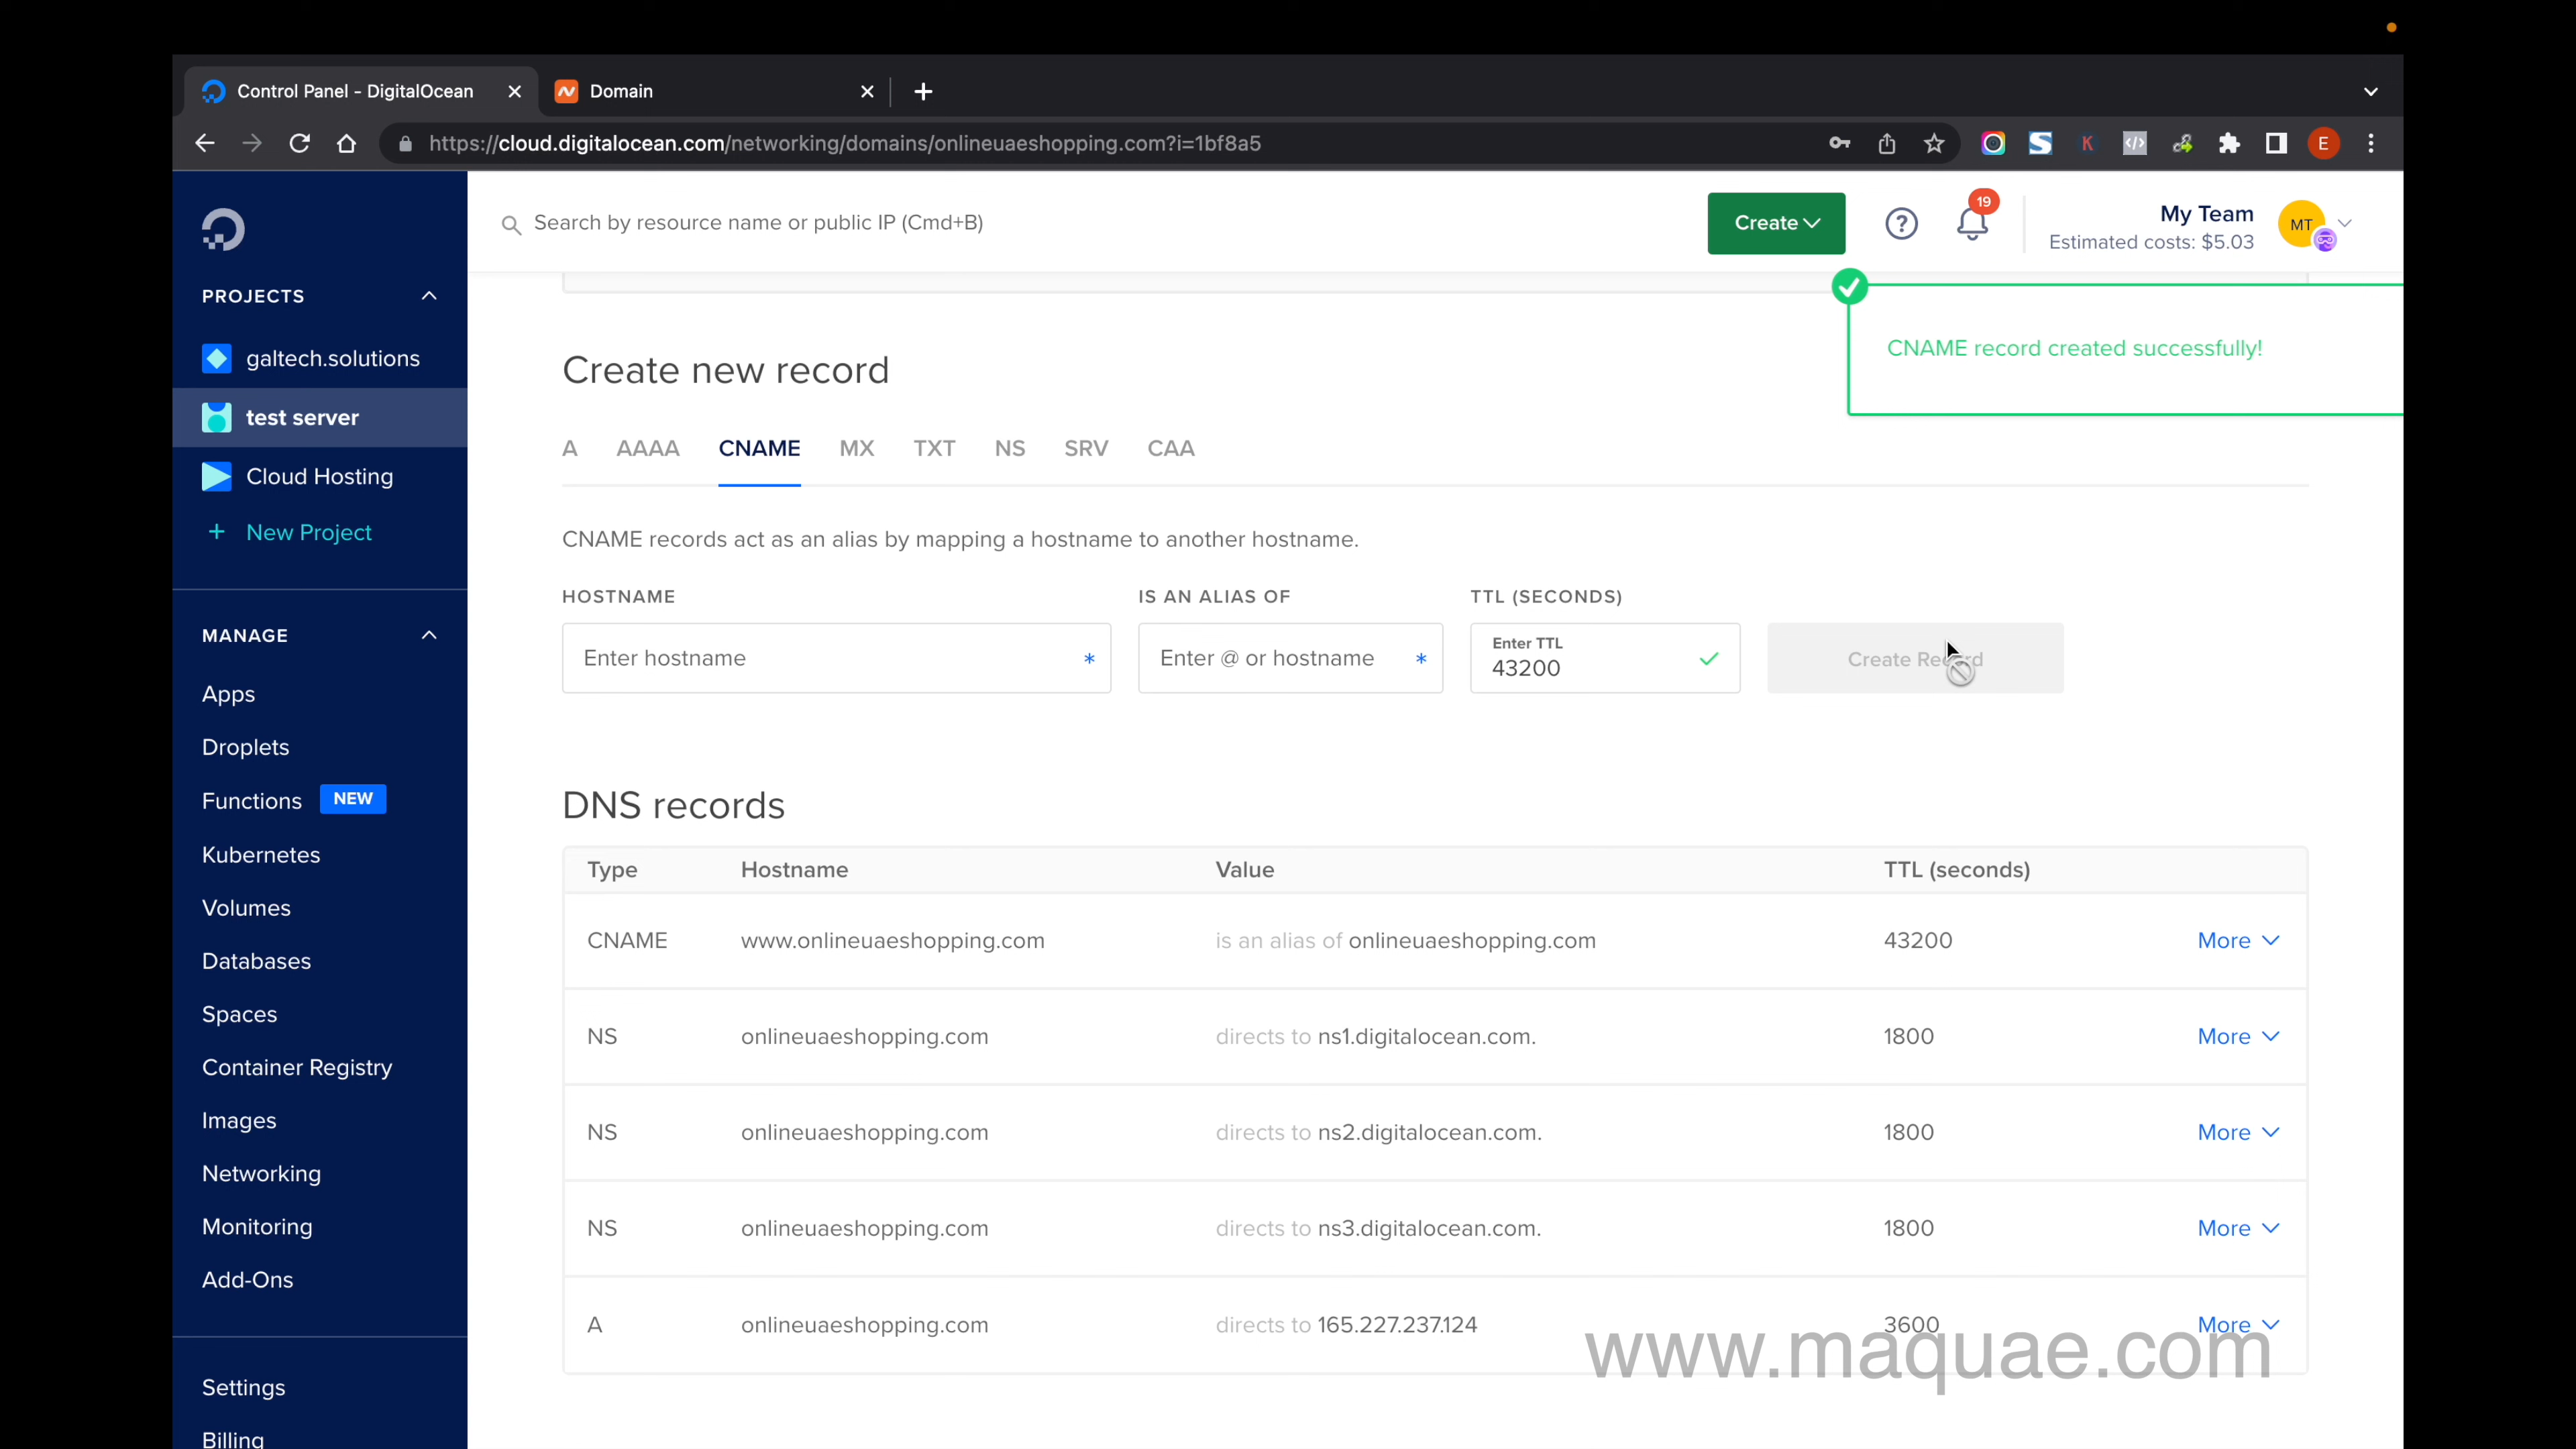 Control Panel - DigitalOcean
Domain
https://cloud.digitalocean.com/networking/domains/onlineuaeshopping.com?i=1bf8a5
K
E
Search by resource name or public IP (Cmd+B)
Create
19
My Team
Estimated costs: $5.03
MT
PROJECTS
galtech.solutions
test server
Cloud Hosting
+ New Project
MANAGE
Apps
Droplets
Functions NEW
Kubernetes
Volumes
Databases
Spaces
Container Registry
Images
Networking
Monitoring
Add-Ons
Settings
Billing
CNAME record created successfully!
Create new record
A AAAA CNAME MX TXT NS SRV CAA
CNAME records act as an alias by mapping a hostname to another hostname.
HOSTNAME IS AN ALIAS OF TTL (SECONDS)
Enter hostname *
Enter @ or hostname *
Enter TTL
43200
Create Record
DNS records
Type Hostname Value TTL (seconds)
CNAME www.onlineuaeshopping.com is an alias of onlineuaeshopping.com 43200 More
NS onlineuaeshopping.com directs to ns1.digitalocean.com. 1800 More
NS onlineuaeshopping.com directs to ns2.digitalocean.com. 1800 More
NS onlineuaeshopping.com directs to ns3.digitalocean.com. 1800 More
A onlineuaeshopping.com directs to 165.227.237.124 3600 More
www.maquae.com